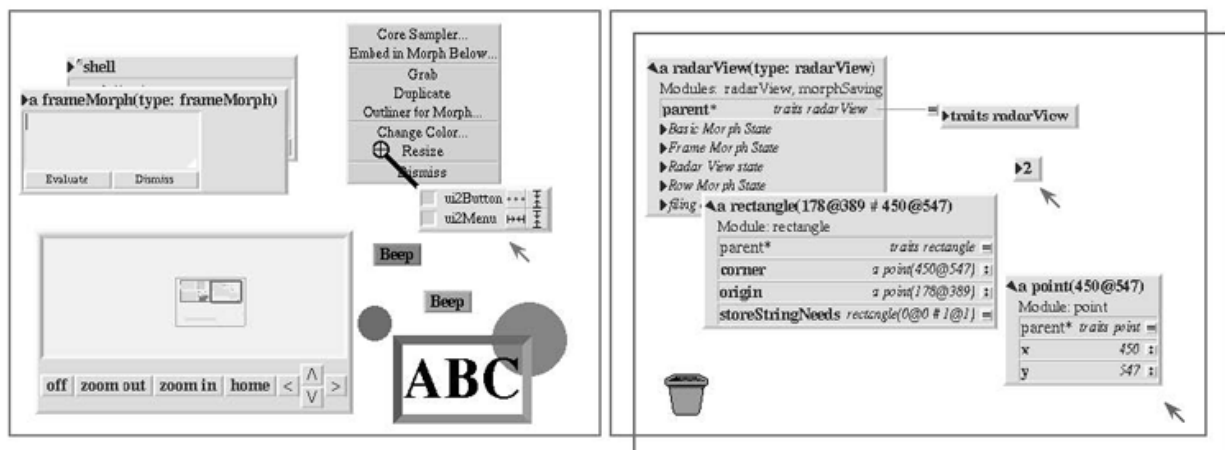 shell
a frameMorph(type: frameMorph)
Evaluate Dismiss
Core Sampler...
Embed in Morph Below...
Grab
Duplicate
Outliner for Morph...
Change Color...
Resize
Dismiss
ui2Button
ui2Menu
Beep
Beep
ABC
off zoom out zoom in home < > Λ V
a radarView(type: radarView)
Modules: radarView, morphSaving
parent* traits radarView
Basic Morph State
Frame Morph State
Radar View state
Row Morph State
filing
traits radarView
2
a rectangle(178@389 # 450@547)
Module: rectangle
parent* traits rectangle =
corner a point(450@547)
origin a point(178@389)
storeStringNeeds rectangle(0@0 # 1@1) =
a point(450@547)
Module: point
parent* traits point =
x 450
y 547